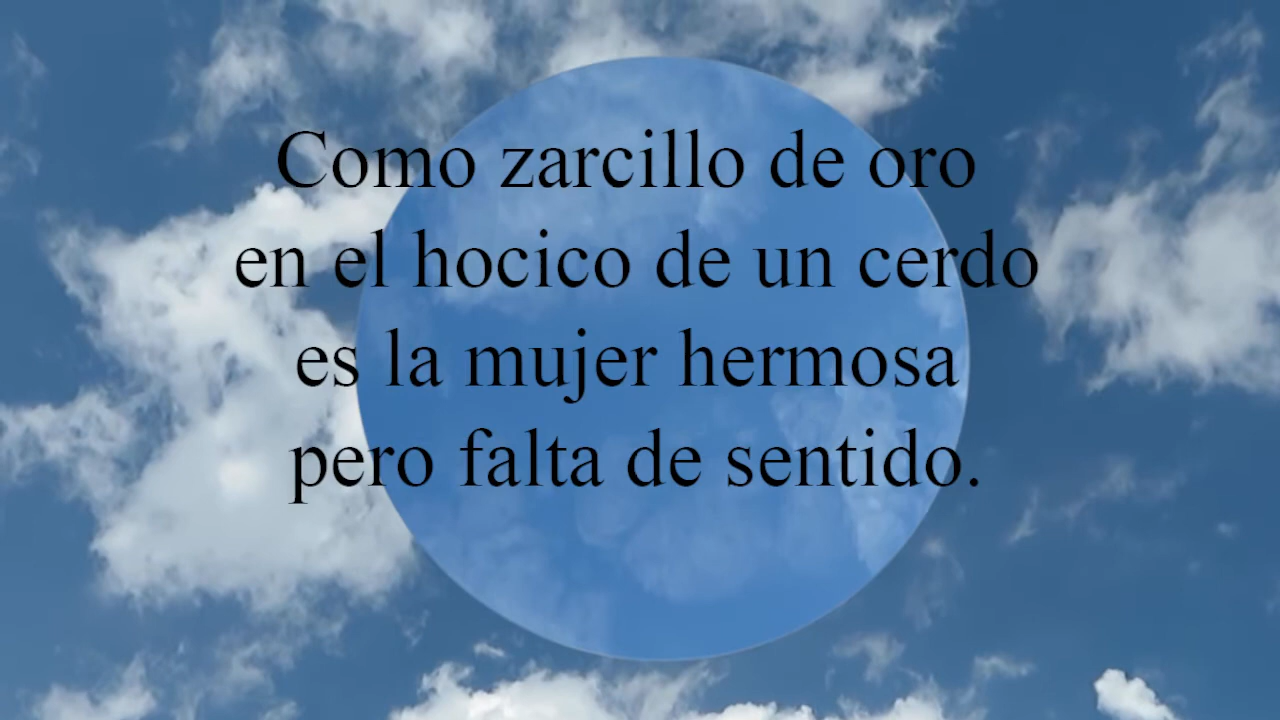 Como zarcillo de oro
en el hocico de un cerdo
es la mujer hermosa
pero falta de sentido.